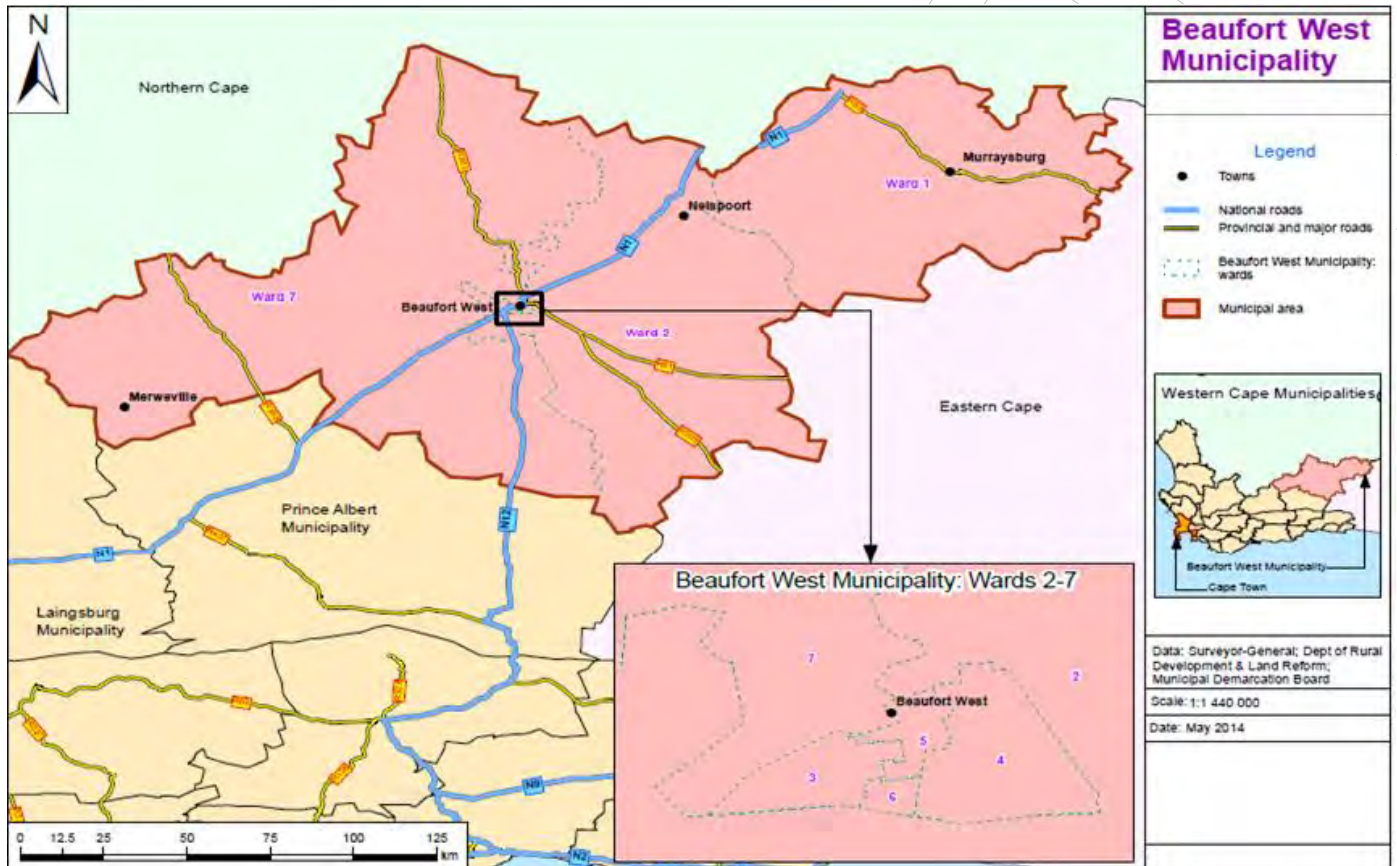 N
Northern Cape
N1
Murraysburg
Ward 1
Nelspoort
N1
Ward 7
Beaufort West
Ward 2
Merweville
Eastern Cape
Prince Albert
Municipality
N12
N1
Laingsburg
Municipality
N9
N2
0 12.5 25 50 75 100 125
km
Beaufort West Municipality: Wards 2-7
7
2
Beaufort West
5
4
3
6
Beaufort West
Municipality
Legend
Towns
National roads
Provincial and major roads
Beaufort West Municipality:
wards
Municipal area
Western Cape Municipalities
Beaufort West Municipality
Cape Town
Data: Surveyor-General; Dept of Rural
Development & Land Reform;
Municipal Demarcation Board
Scale: 1:1 440 000
Date: May 2014